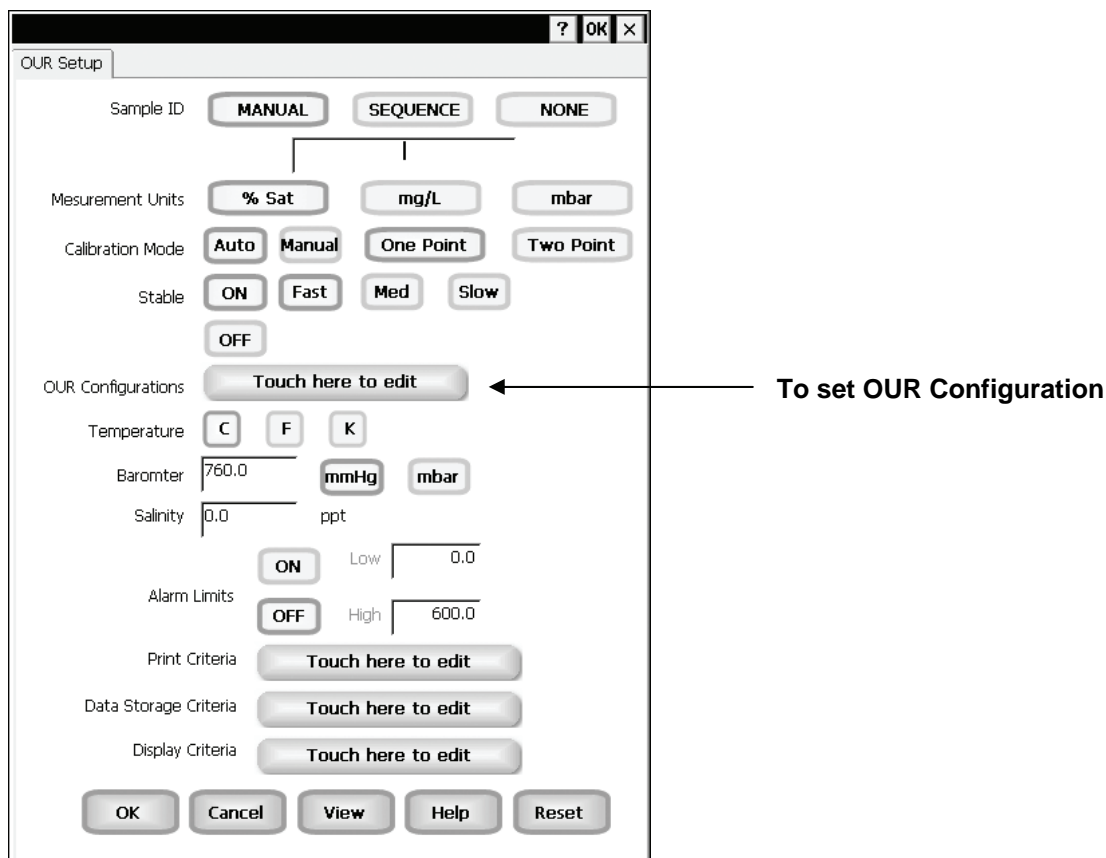 ? OK ×
OUR Setup
Sample ID MANUAL SEQUENCE NONE
Mesurement Units % Sat mg/L mbar
Calibration Mode Auto Manual One Point Two Point
Stable ON Fast Med Slow
OFF
OUR Configurations Touch here to edit To set OUR Configuration
Temperature C F K
Baromter 760.0 mmHg mbar
Salinity 0.0 ppt
ON Low 0.0
Alarm Limits
OFF High 600.0
Print Criteria Touch here to edit
Data Storage Criteria Touch here to edit
Display Criteria Touch here to edit
OK Cancel View Help Reset